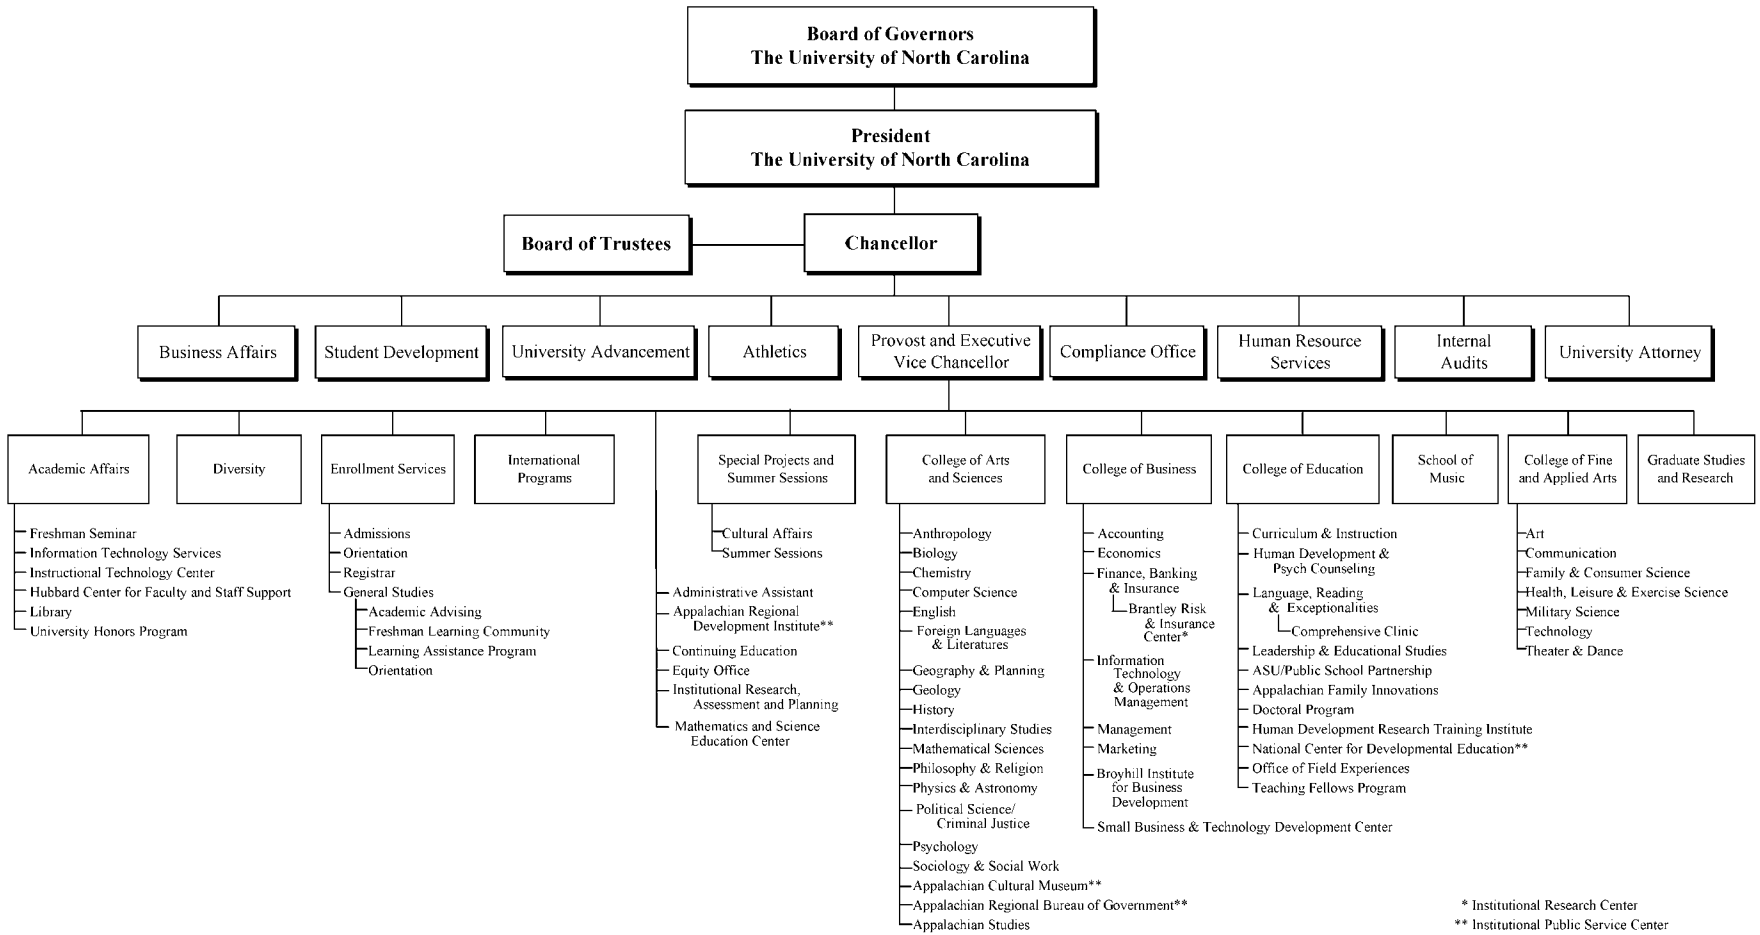 Board of Governors
The University of North Carolina
President
The University of North Carolina
Board of Trustees
Chancellor
Business Affairs
Student Development
University Advancement
Athletics
Provost and Executive
Vice Chancellor
Compliance Office
Human Resource
Services
Internal
Audits
University Attorney
Academic Affairs
Diversity
Enrollment Services
International
Programs
Special Projects and
Summer Sessions
College of Arts
and Sciences
College of Business
College of Education
School of
Music
College of Fine
and Applied Arts
Graduate Studies
and Research
Freshman Seminar
Information Technology Services
Instructional Technology Center
Hubbard Center for Faculty and Staff Support
Library
University Honors Program
Admissions
Orientation
Registrar
General Studies
Academic Advising
Freshman Learning Community
Learning Assistance Program
Orientation
Administrative Assistant
Appalachian Regional
Development Institute**
Continuing Education
Equity Office
Institutional Research,
Assessment and Planning
Mathematics and Science
Education Center
Cultural Affairs
Summer Sessions
Anthropology
Biology
Chemistry
Computer Science
English
Foreign Languages
& Literatures
Geography & Planning
Geology
History
Interdisciplinary Studies
Mathematical Sciences
Philosophy & Religion
Physics & Astronomy
Political Science/
Criminal Justice
Psychology
Sociology & Social Work
Appalachian Cultural Museum**
Appalachian Regional Bureau of Government**
Appalachian Studies
Accounting
Economics
Finance, Banking
& Insurance
Brantley Risk
& Insurance
Center*
Information
Technology
& Operations
Management
Management
Marketing
Broyhill Institute
for Business
Development
Small Business & Technology Development Center
Curriculum & Instruction
Human Development &
Psych Counseling
Language, Reading
& Exceptionalities
Comprehensive Clinic
Leadership & Educational Studies
ASU/Public School Partnership
Appalachian Family Innovations
Doctoral Program
Human Development Research Training Institute
National Center for Developmental Education**
Office of Field Experiences
Teaching Fellows Program
Art
Communication
Family & Consumer Science
Health, Leisure & Exercise Science
Military Science
Technology
Theater & Dance
* Institutional Research Center
** Institutional Public Service Center